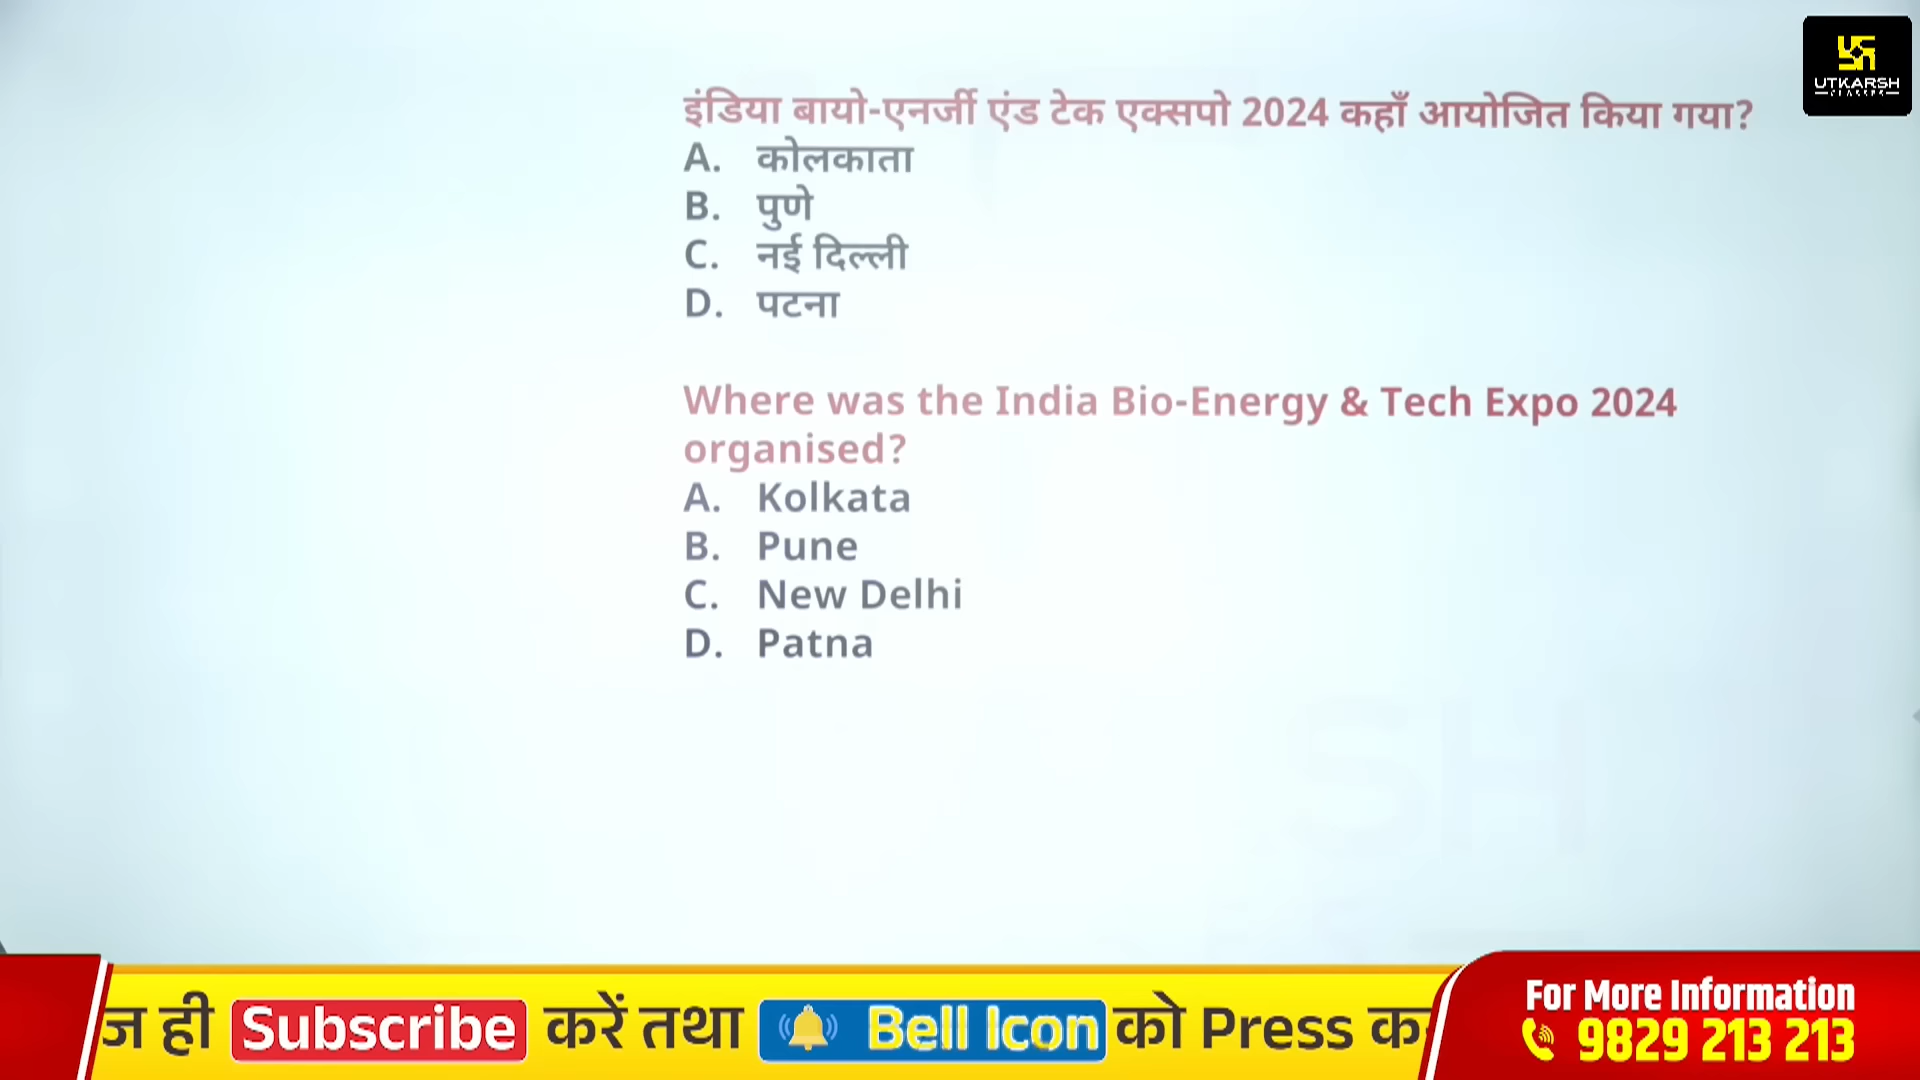 UTKARSH
CLASSES
इंडिया बायो-एनर्जी एंड टेक एक्सपो 2024 कहाँ आयोजित किया गया?
A. कोलकाता
B. पुणे
C. नई दिल्ली
D. पटना
Where was the India Bio-Energy & Tech Expo 2024
organised?
A. Kolkata
B. Pune
C. New Delhi
D. Patna
SH
ज ही Subscribe करें तथा Bell Icon को Press क
For More Information
9829 213 213